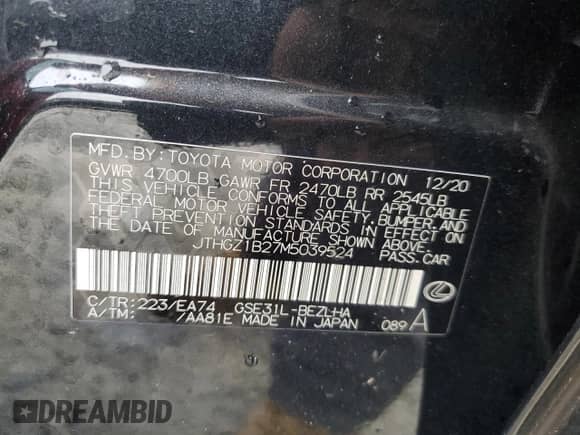 MFD. BY: TOYOTA MOTOR CORPORATION 12/20
GVWR 4700LB GAWR FR 2470LB RR 2545LB
THIS VEHICLE CONFORMS TO ALL APPLICABLE
FEDERAL MOTOR VEHICLE SAFETY, BUMPER, AND
THEFT PREVENTION STANDARDS IN EFFECT ON
THE DATE OF MANUFACTURE SHOWN ABOVE.
JTHGZ1B27M5039524 PASS.CAR
C/TR: 223/EA74 GSE31L-BEZLHA
A/TM: /AA81E MADE IN JAPAN 089 A
DREAMBID